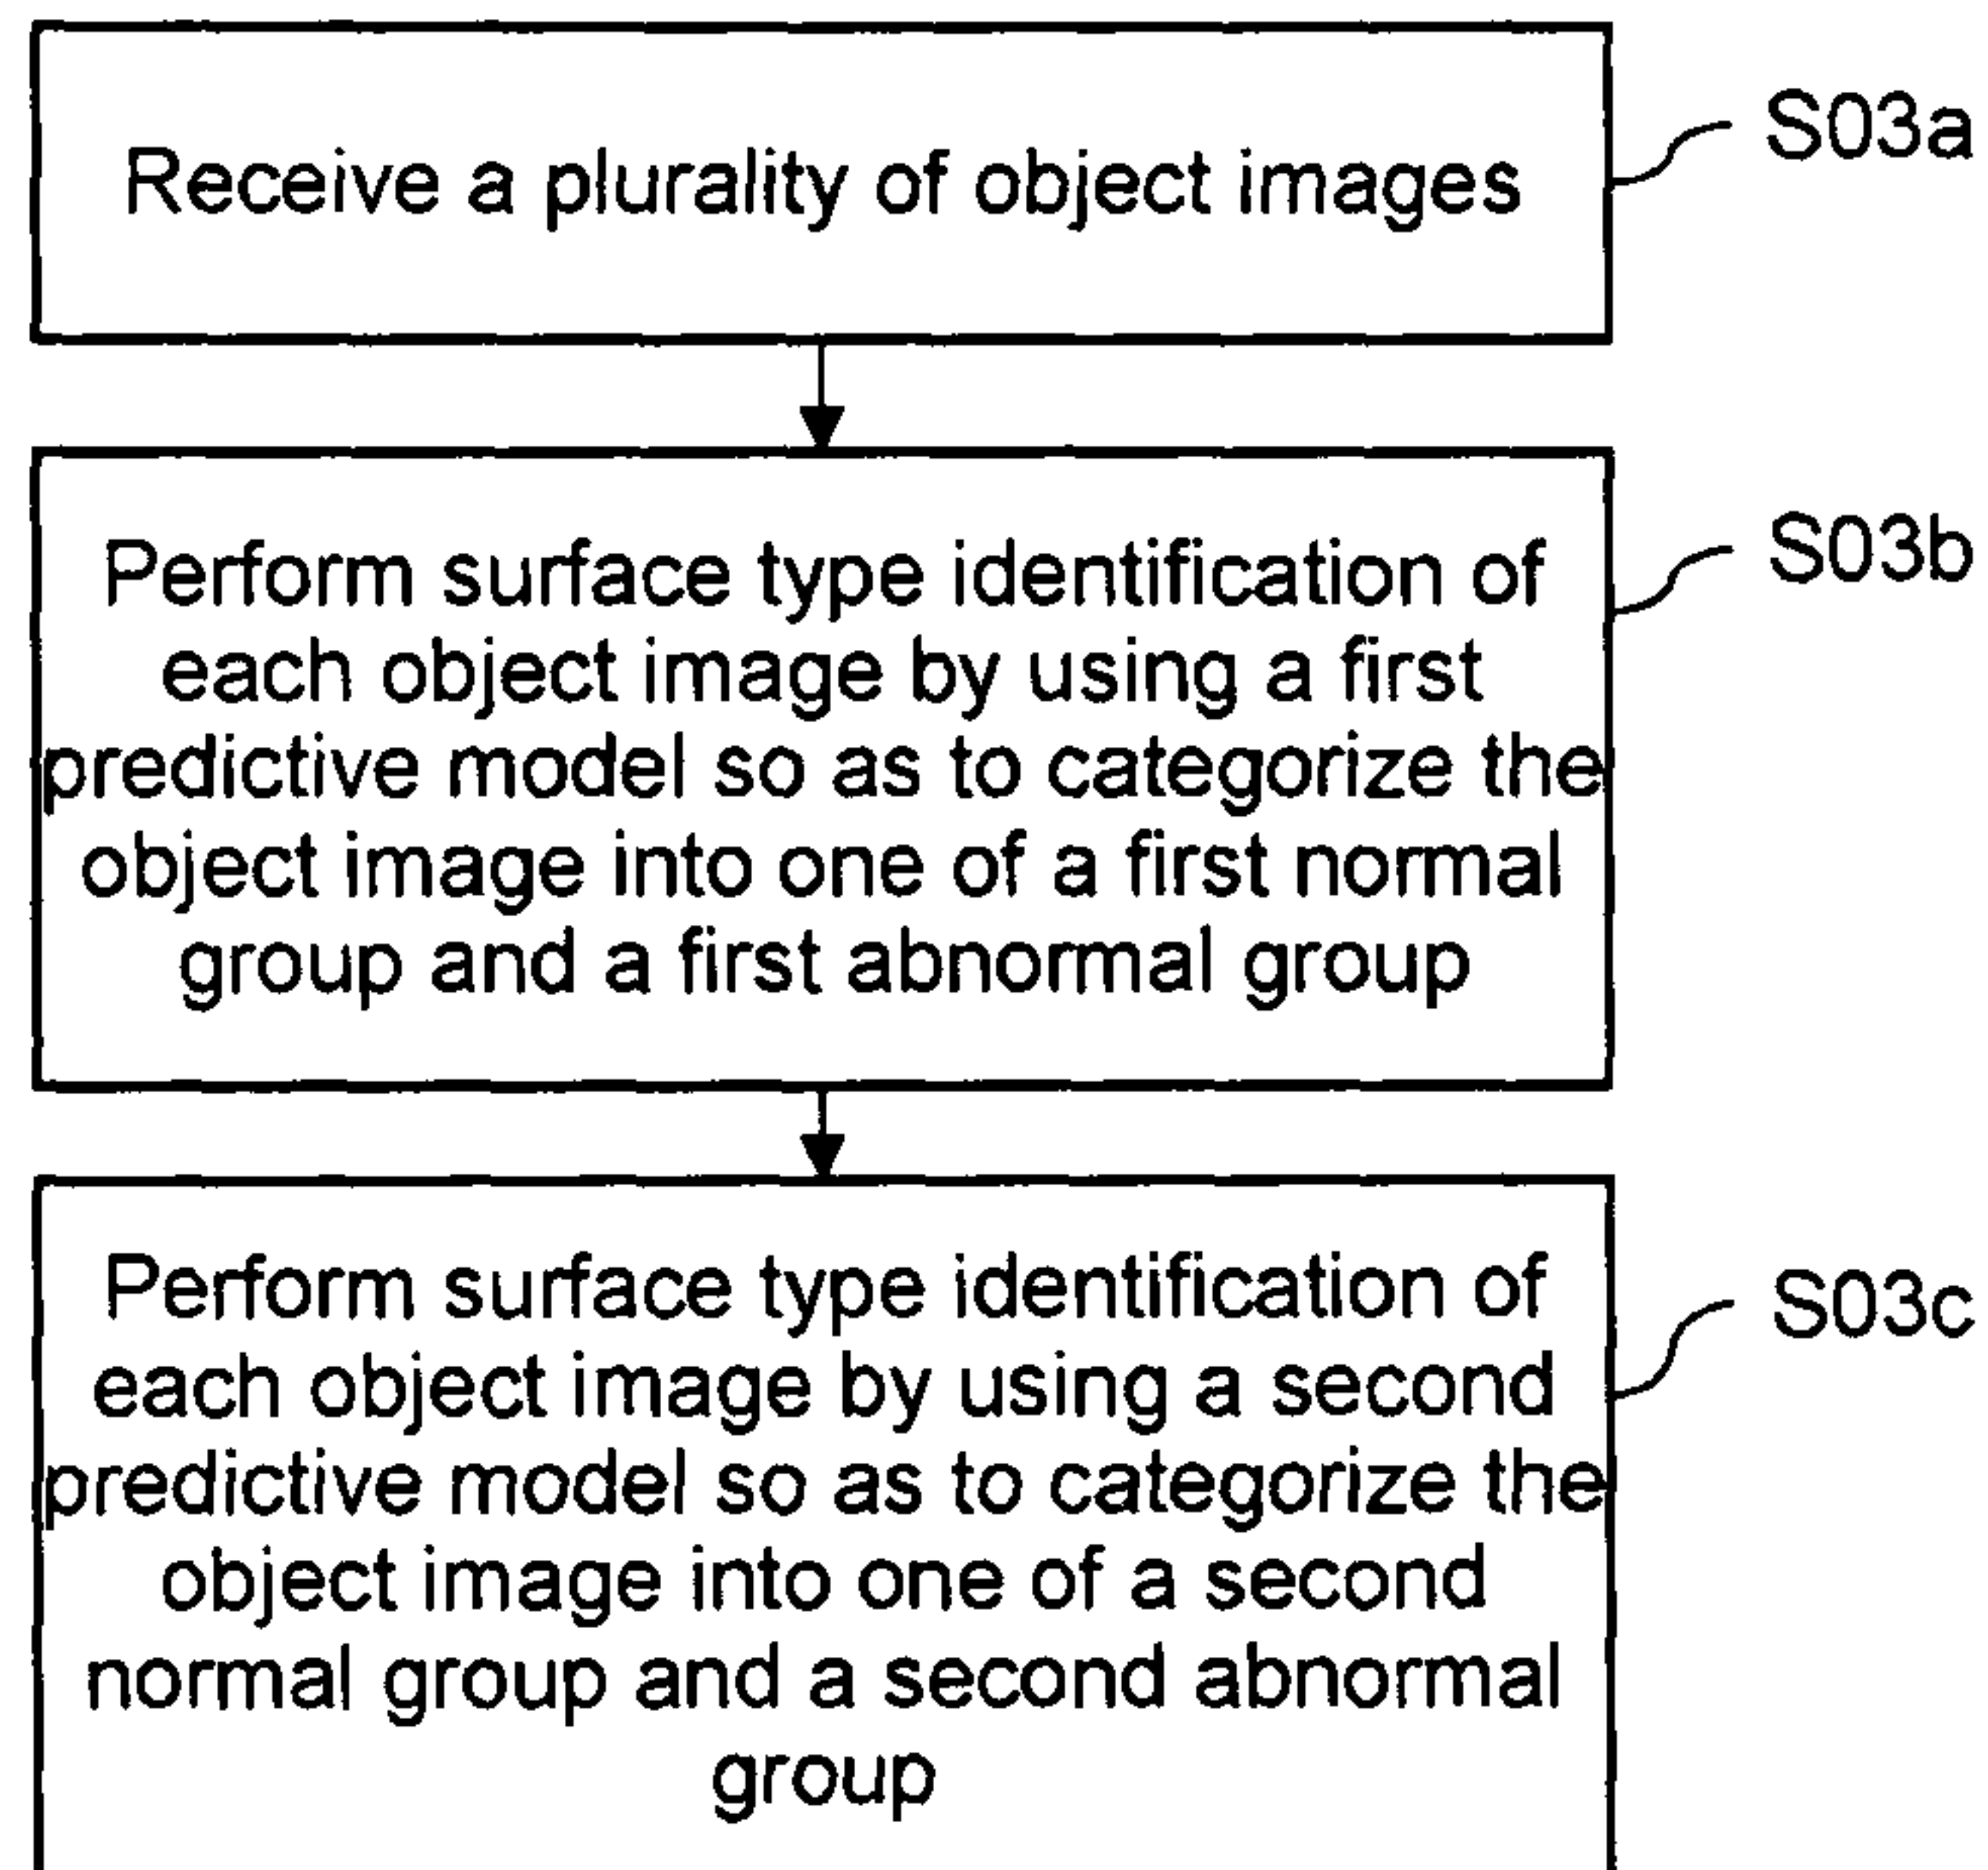 Receive a plurality of object images
S03a
Perform surface type identification of
each object image by using a first
predictive model so as to categorize the
object image into one of a first normal
group and a first abnormal group
S03b
Perform surface type identification of
each object image by using a second
predictive model so as to categorize the
object image into one of a second
normal group and a second abnormal
group
S03c